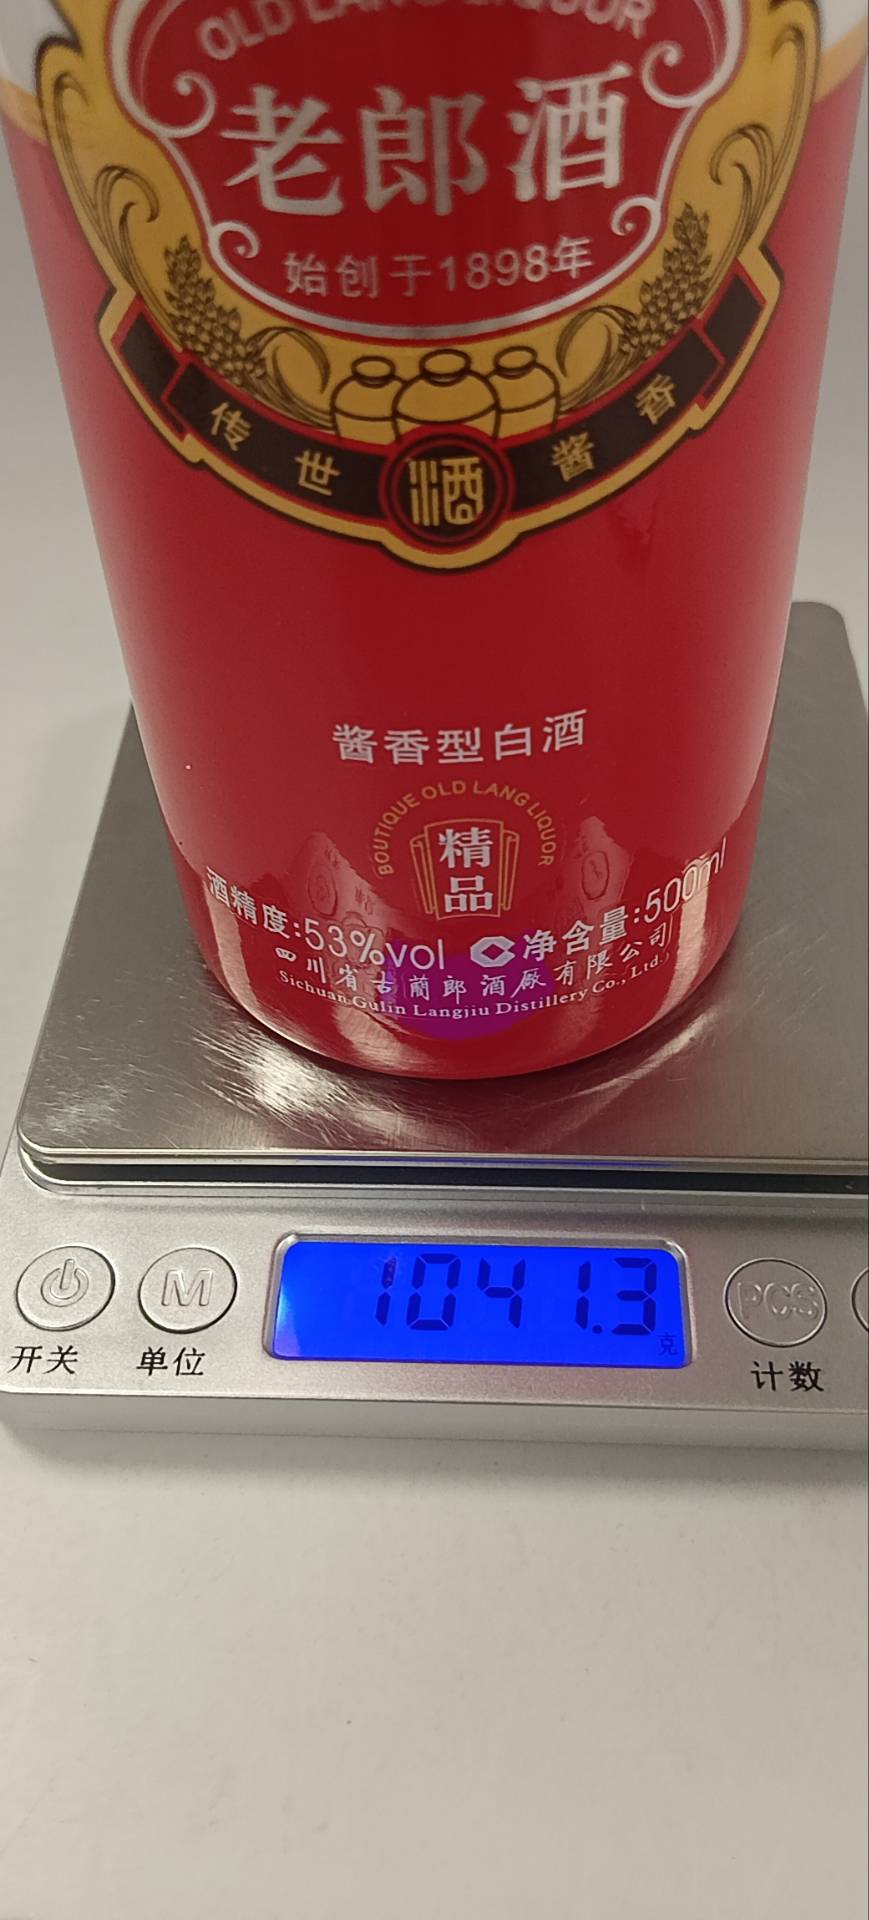 OLD LANG LIQUOR
老郎酒
始创于1898年
传世酒酱香
酱香型白酒
BOUTIQUE OLD LANG LIQUOR
精
品
酒精度:53%vol 净含量:500ml
四川省古蔺郎酒厰有限公司
Sichuan Gulin Langjiu Distillery Co., Ltd.
1041.3
克
M
PCS
开关
单位
计数